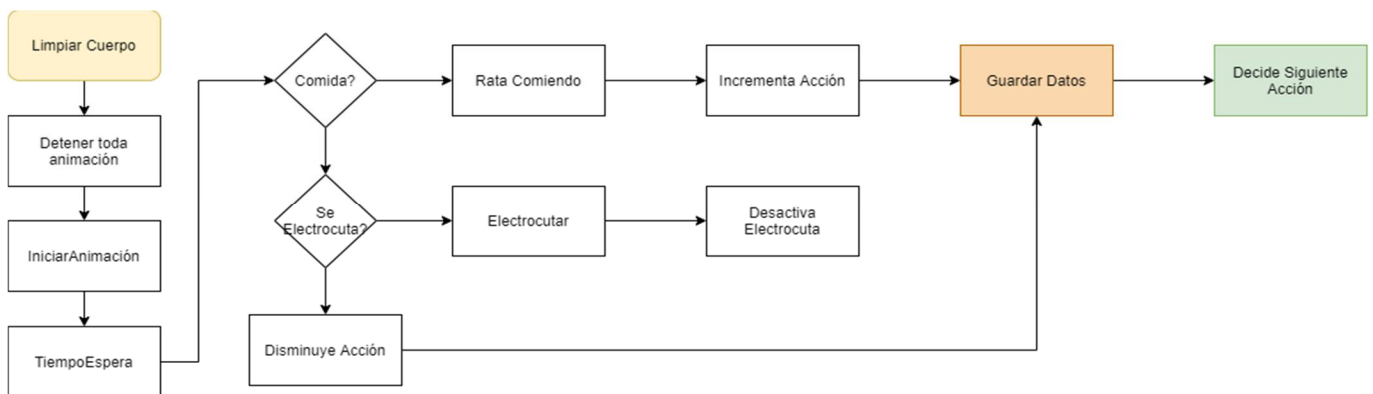 Limpiar Cuerpo
Detener toda
animación
IniciarAnimación
TiempoEspera
Comida?
Rata Comiendo
Incrementa Acción
Guardar Datos
Decide Siguiente
Acción
Se
Electrocuta?
Electrocutar
Desactiva
Electrocuta
Disminuye Acción